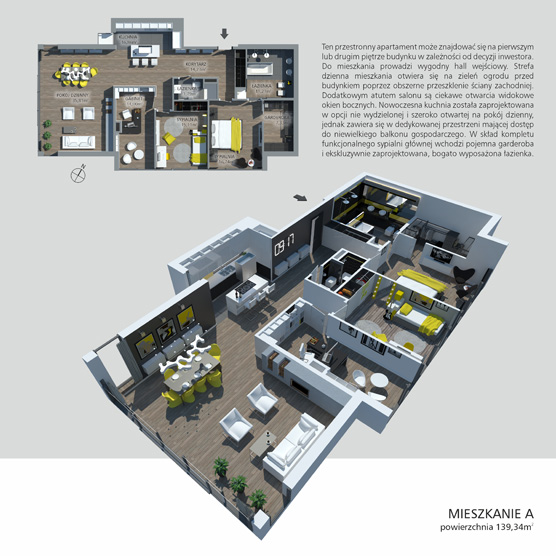 Ten przestronny apartament może znajdować się na pierwszym
lub drugim piętrze budynku w zależności od decyzji inwestora.
Do mieszkania prowadzi wygodny hall wejściowy. Strefa
dzienna mieszkania otwiera się na zieleń ogrodu przed
budynkiem poprzez obszerne przeszklenie ściany zachodniej.
Dodatkowym atutem salonu są ciekawe otwarcia widokowe
okien bocznych. Nowoczesna kuchnia została zaprojektowana
w opcji nie wydzielonej i szeroko otwartej na pokój dzienny,
jednak zawiera się w dedykowanej przestrzeni mającej dostęp
do niewielkiego balkonu gospodarczego. W skład kompletu
funkcjonalnego sypialni głównej wchodzi pojemna garderoba
i ekskluzywnie zaprojektowana, bogato wyposażona łazienka.
KUCHNIA
KORYTARZ
POKÓJ DZIENNY
ŁAZIENKA
SYPIALNIA
SYPIALNIA
MIESZKANIE A
powierzchnia 139,34m²